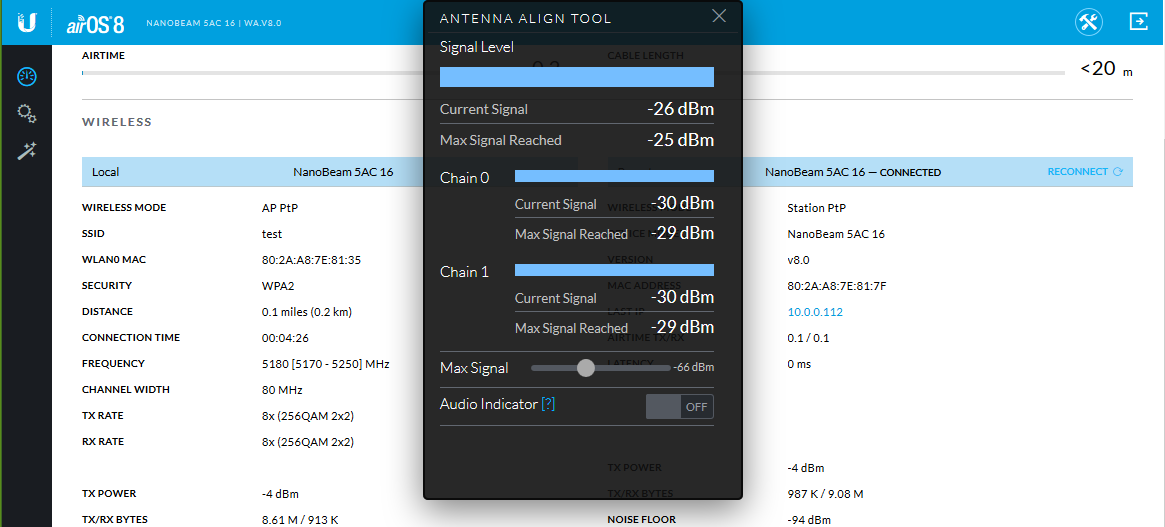 U airOS 8 NANOBEAM 5AC 16 | WA.V8.0
ANTENNA ALIGN TOOL
AIRTIME
CABLE LENGTH
<20 m
WIRELESS
Local NanoBeam 5AC 16
NanoBeam 5AC 16 — CONNECTED RECONNECT
WIRELESS MODE AP PtP
SSID test
WLAN0 MAC 80:2A:A8:7E:81:35
SECURITY WPA2
DISTANCE 0.1 miles (0.2 km)
CONNECTION TIME 00:04:26
FREQUENCY 5180 [5170 - 5250] MHz
CHANNEL WIDTH 80 MHz
TX RATE 8x (256QAM 2x2)
RX RATE 8x (256QAM 2x2)
TX POWER -4 dBm
TX/RX BYTES 8.61 M / 913 K
Signal Level
Current Signal -26 dBm
Max Signal Reached -25 dBm
Chain 0
Current Signal -30 dBm
Max Signal Reached -29 dBm
Chain 1
Current Signal -30 dBm
Max Signal Reached -29 dBm
Max Signal -66 dBm
Audio Indicator [?] OFF
Station PtP
NanoBeam 5AC 16
VERSION v8.0
MAC ADDRESS 80:2A:A8:7E:81:7F
LAST IP 10.0.0.112
AIRTIME TX/RX 0.1 / 0.1
LATENCY 0 ms
TX POWER -4 dBm
TX/RX BYTES 987 K / 9.08 M
NOISE FLOOR -94 dBm